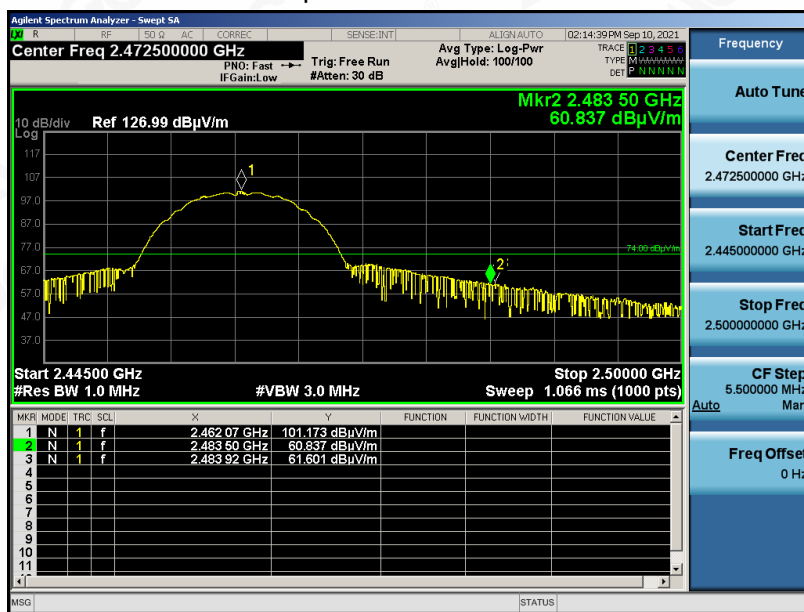 Agilent Spectrum Analyzer - Swept SA
LXI R RF 50 Ω AC CORREC SENSE:INT ALIGN AUTO 02:14:39 PM Sep 10, 2021
Center Freq 2.472500000 GHz
PNO: Fast Trig: Free Run Avg Type: Log-Pwr TRACE 1 2 3 4 5 6
IFGain:Low #Atten: 30 dB Avg|Hold: 100/100 TYPE M
DET P N N N N N
Mkr2 2.483 50 GHz
60.837 dBµV/m
10 dB/div Ref 126.99 dBµV/m
Log
117
107
97.0
87.0
77.0
67.0
57.0
47.0
37.0
1
74.00 dBµV/m
2
Start 2.44500 GHz Stop 2.50000 GHz
#Res BW 1.0 MHz #VBW 3.0 MHz Sweep 1.066 ms (1000 pts)
MKR MODE TRC SCL X Y FUNCTION FUNCTION WIDTH FUNCTION VALUE
1 N 1 f 2.462 07 GHz 101.173 dBµV/m
2 N 1 f 2.483 50 GHz 60.837 dBµV/m
3 N 1 f 2.483 92 GHz 61.601 dBµV/m
4
5
6
7
8
9
10
11
MSG STATUS
Frequency
Auto Tune
Center Freq
2.472500000 GHz
Start Freq
2.445000000 GHz
Stop Freq
2.500000000 GHz
CF Step
5.500000 MHz
Auto Man
Freq Offset
0 Hz